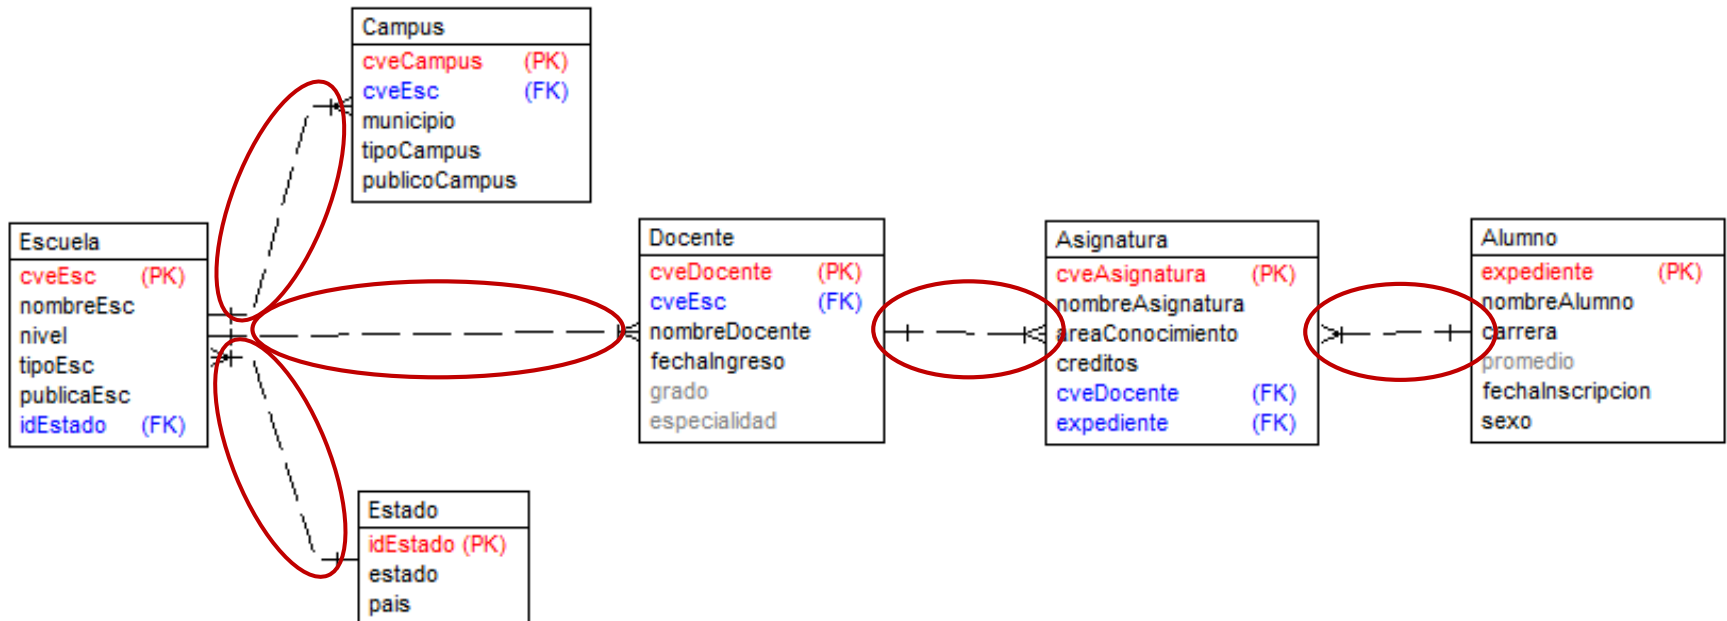 Campus
cveCampus (PK)
cveEsc (FK)
municipio
tipoCampus
publicoCampus
Escuela
cveEsc (PK)
nombreEsc
nivel
tipoEsc
publicaEsc
idEstado (FK)
Docente
cveDocente (PK)
cveEsc (FK)
nombreDocente
fechaIngreso
grado
especialidad
Asignatura
cveAsignatura (PK)
nombreAsignatura
areaConocimiento
creditos
cveDocente (FK)
expediente (FK)
Alumno
expediente (PK)
nombreAlumno
carrera
promedio
fechaInscripcion
sexo
Estado
idEstado (PK)
estado
pais